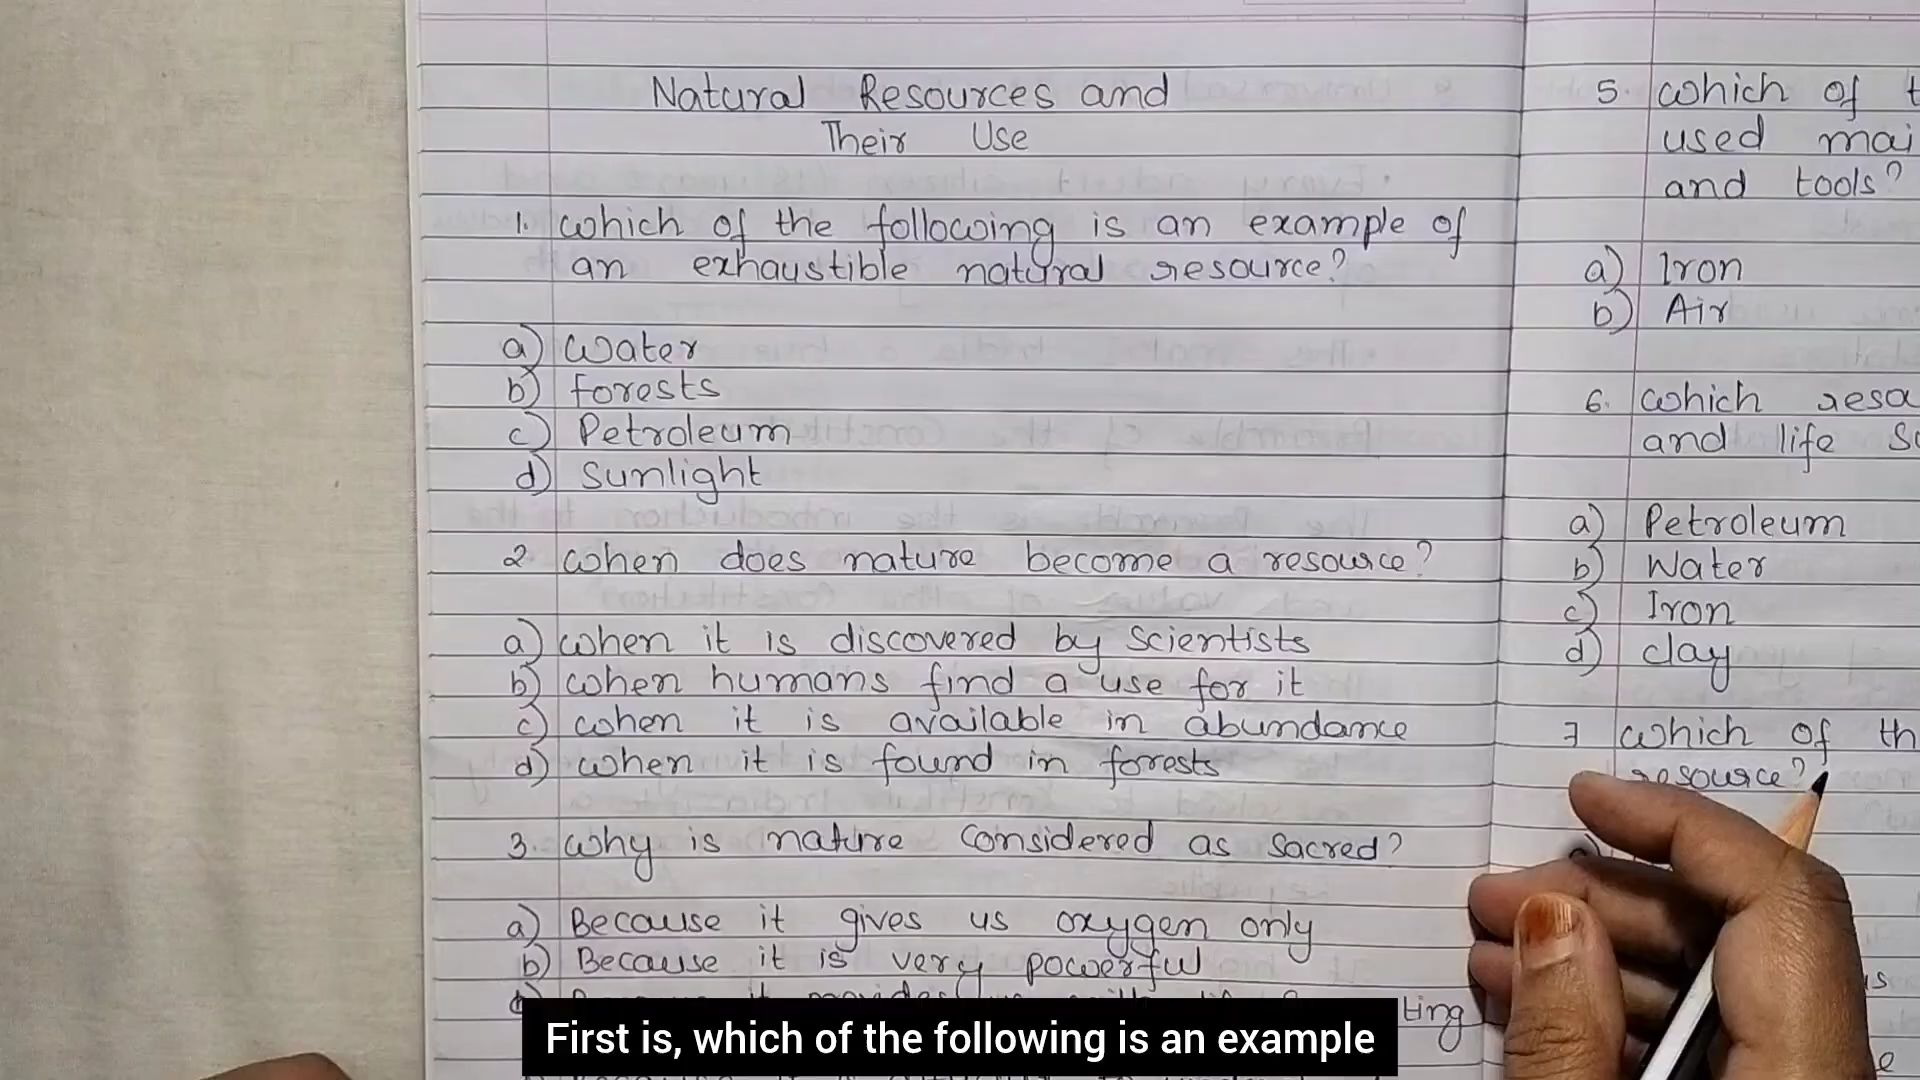 Natural Resources and
Their Use
1. Which of the following is an example of
an exhaustible natural resource?
a) Water
b) Forests
c) Petroleum
d) Sunlight
2. When does nature become a resource?
a) When it is discovered by Scientists
b) When humans find a use for it
c) When it is available in abundance
d) When it is found in forests
3. Why is nature considered as sacred?
a) Because it gives us oxygen only
b) Because it is very powerful
ting
5. Which of
used
and tools?
a) Iron
b) Air
6. Which
and life
a) Petroleum
b) Water
c) Iron
d) clay
7 Which of
resource?
First is, which of the following is an example